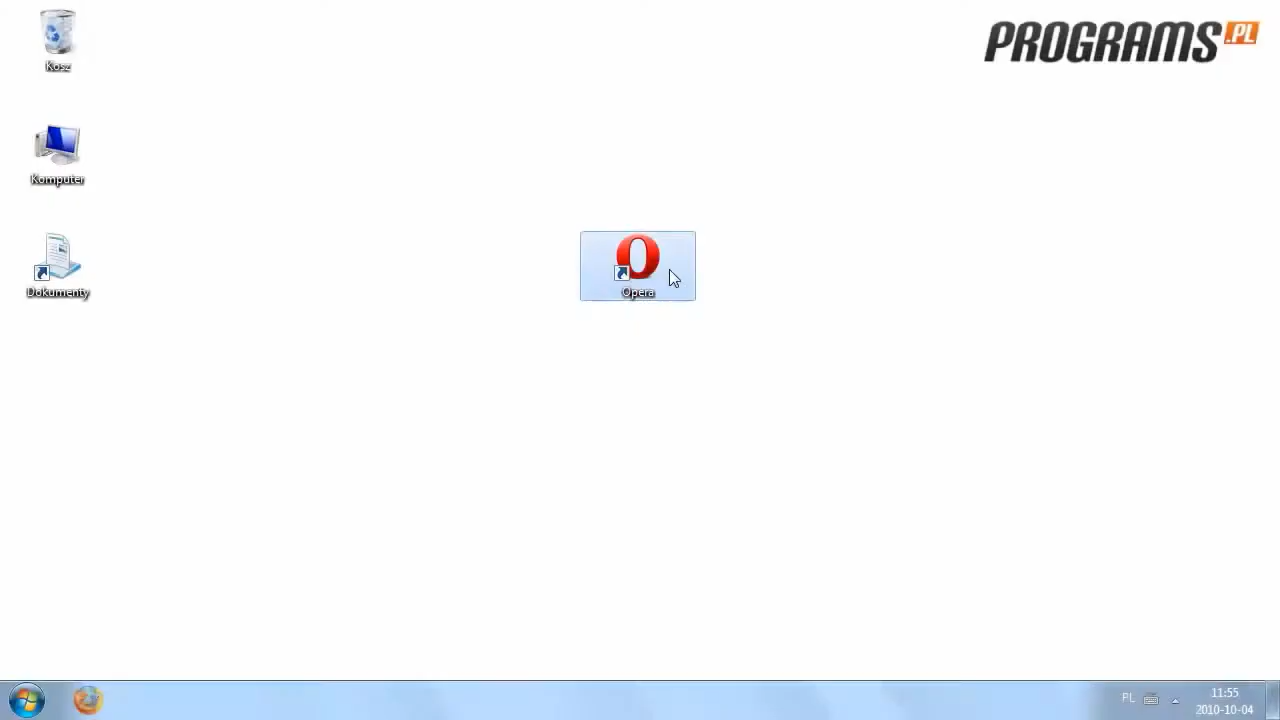 Kosz
PROGRAMS.PL
Komputer
Dokumenty
Opera
PL
11:55
2010-10-04